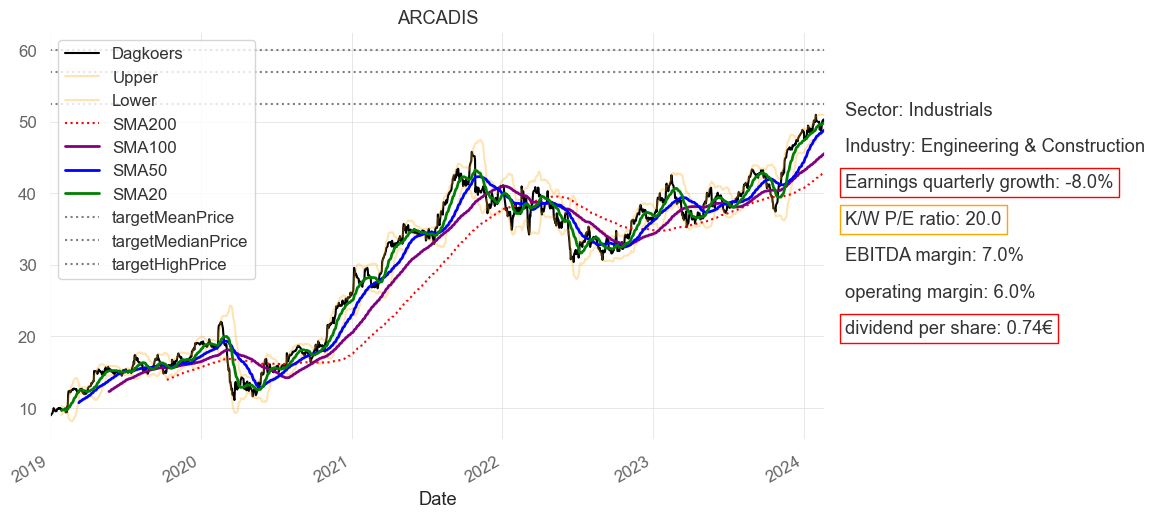 ARCADIS
60
50
40
30
20
10
Dagkoers
Upper
Lower
SMA200
SMA100
SMA50
SMA20
targetMeanPrice
targetMedianPrice
targetHighPrice
2019
2020
2021
2022
2023
2024
Date
Sector: Industrials
Industry: Engineering & Construction
Earnings quarterly growth: -8.0%
K/W P/E ratio: 20.0
EBITDA margin: 7.0%
operating margin: 6.0%
dividend per share: 0.74€